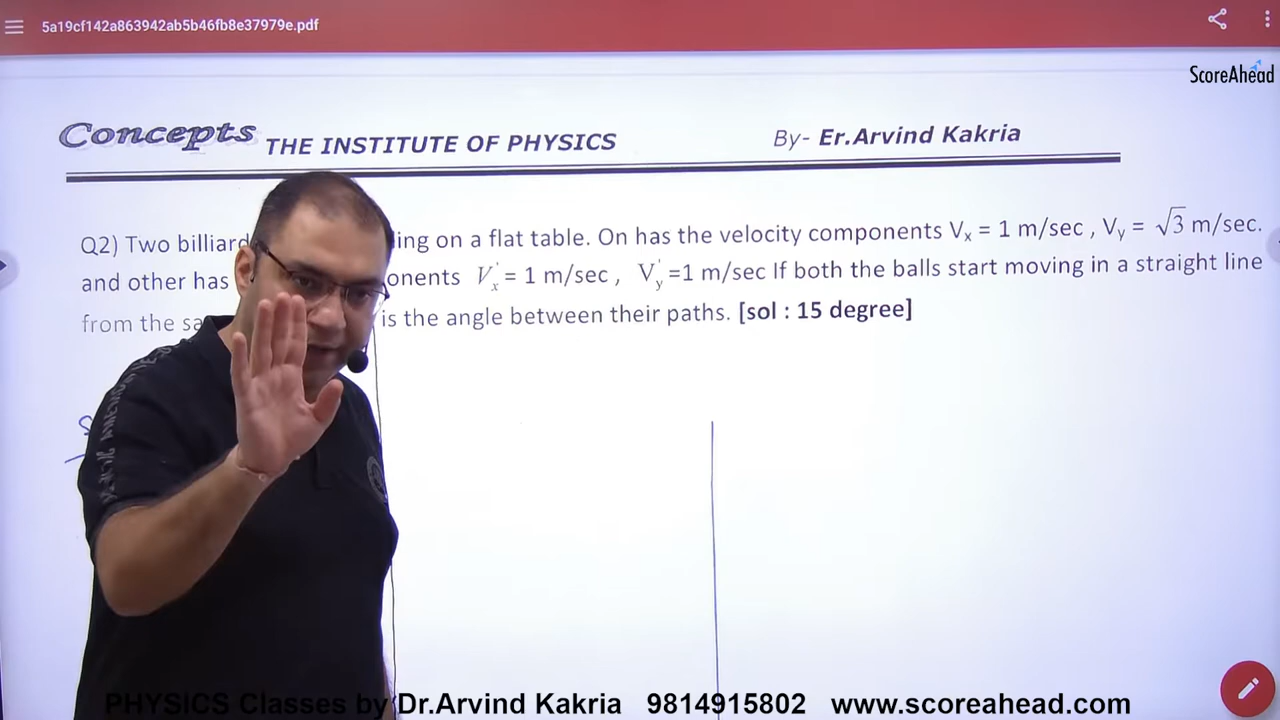 5a19cf142a863942ab5b46fb8e37979e.pdf
ScoreAhead
Concepts THE INSTITUTE OF PHYSICS By- Er.Arvind Kakria
Q2) Two billiard ing on a flat table. On has the velocity components Vx = 1 m/sec , Vy = √3 m/sec.
and other has onents Vx' = 1 m/sec , Vy' =1 m/sec If both the balls start moving in a straight line
from the sa is the angle between their paths. [sol : 15 degree]
PHYSICS Classes by Dr.Arvind Kakria 9814915802 www.scoreahead.com